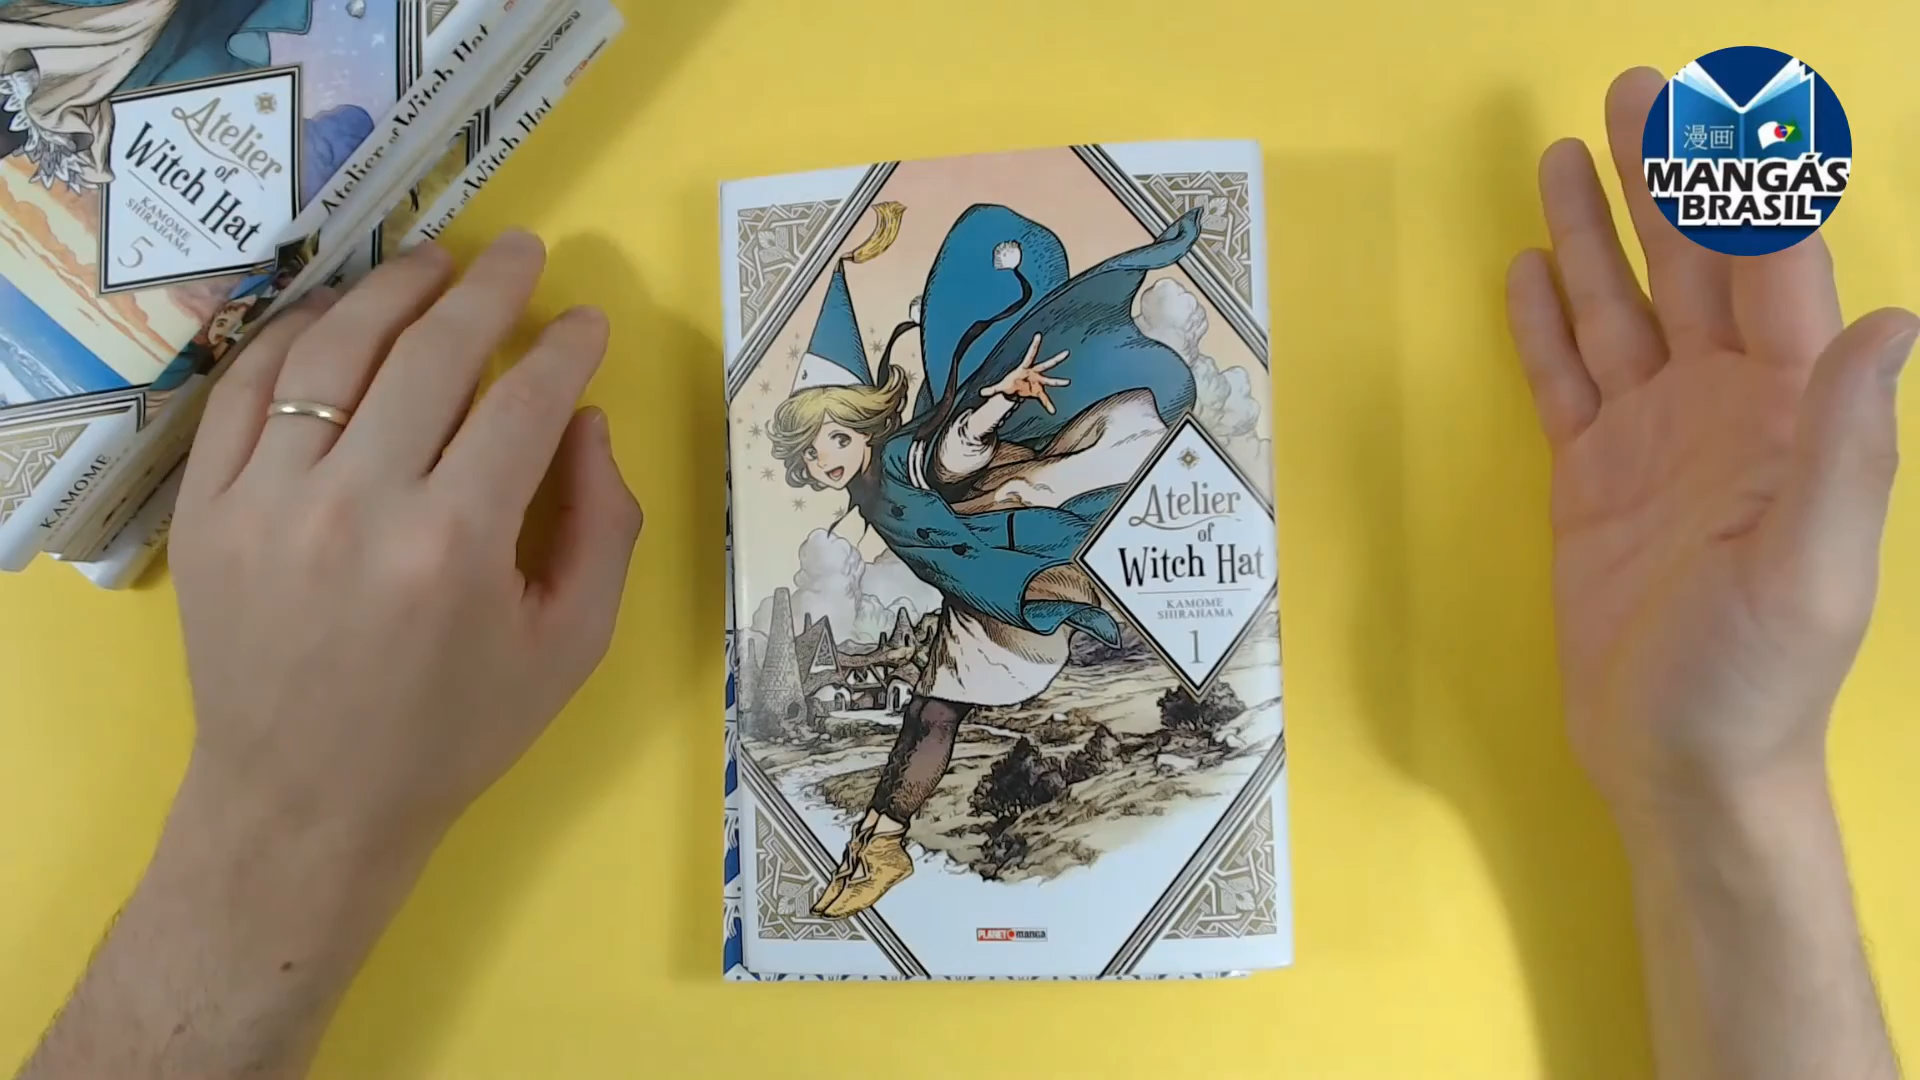 Atelier
of
Witch Hat
KAMOME
SHIRAHAMA
5
Atelier of Witch Hat
KAMOME
of Witch Hat
漫画
MANGÁS
BRASIL
Atelier
of
Witch Hat
KAMOME
SHIRAHAMA
1
PLANET manga